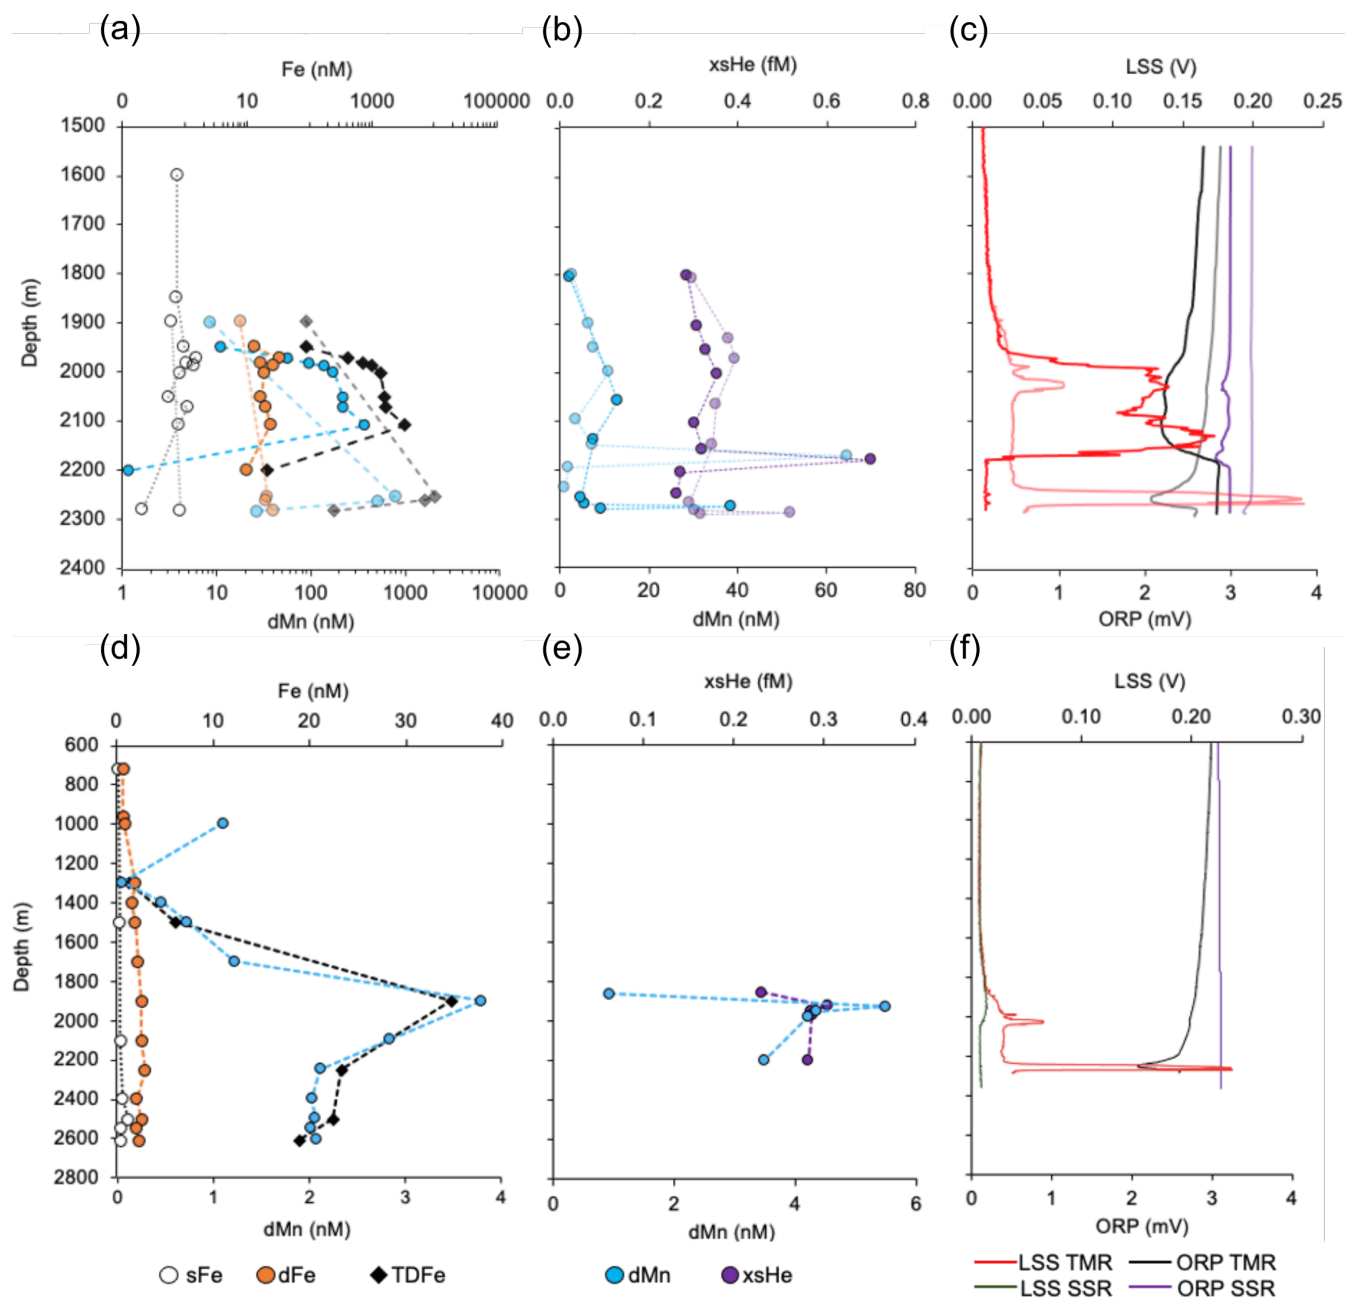 (a) (b) (c)
Fe (nM) xsHe (fM) LSS (V)
0 10 1000 100000 0.0 0.2 0.4 0.6 0.8 0.00 0.05 0.10 0.15 0.20 0.25
1500
1600
1700
1800
1900
2000
2100
2200
2300
2400
Depth (m)
1 10 100 1000 10000 0 20 40 60 80 0 1 2 3 4
dMn (nM) dMn (nM) ORP (mV)
(d) (e) (f)
Fe (nM) xsHe (fM) LSS (V)
0 10 20 30 40 0.0 0.1 0.2 0.3 0.4 0.00 0.10 0.20 0.30
600
800
1000
1200
1400
1600
1800
2000
2200
2400
2600
2800
Depth (m)
0 1 2 3 4 0 2 4 6 0 1 2 3 4
dMn (nM) dMn (nM) ORP (mV)
sFe dFe TDFe dMn xsHe LSS TMR ORP TMR
LSS SSR ORP SSR